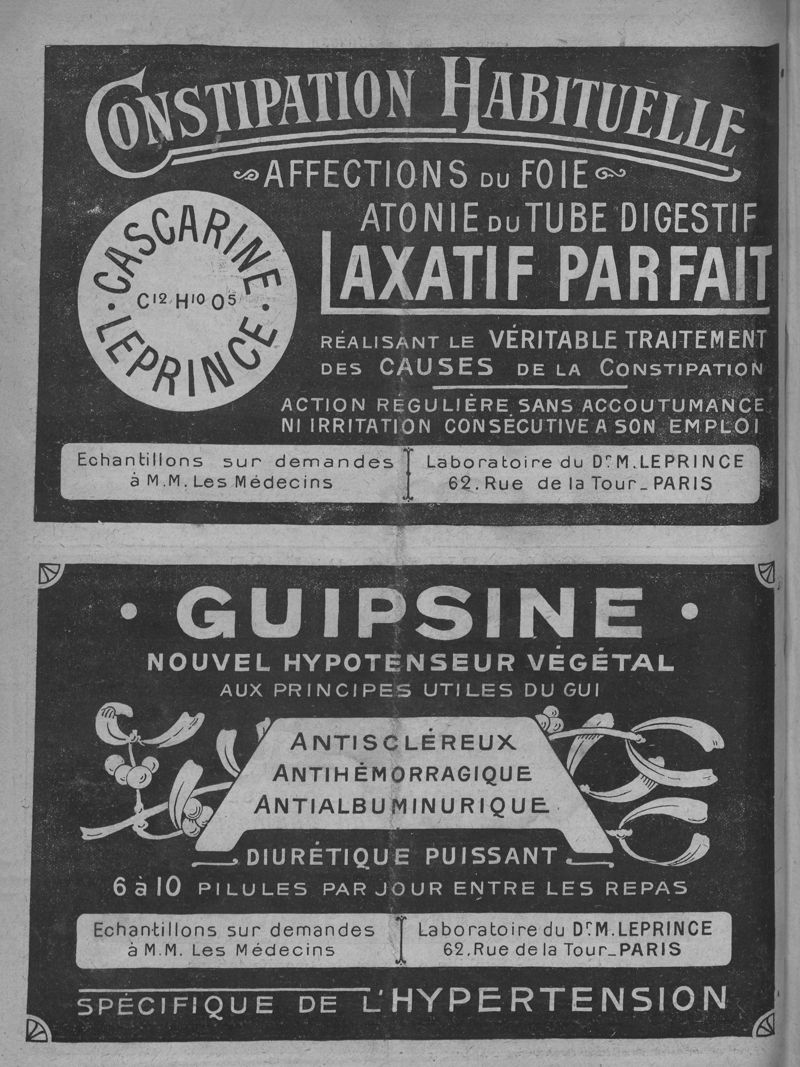 CONSTIPATION HABITUELLE
AFFECTIONS DU FOIE
ATONIE DU TUBE DIGESTIF
LAXATIF PARFAIT
CASCARINE
C12 H10 O5
LEPRINCE
RÉALISANT LE VÉRITABLE TRAITEMENT
DES CAUSES DE LA CONSTIPATION
ACTION REGULIÈRE SANS ACCOUTUMANCE
NI IRRITATION CONSÉCUTIVE A SON EMPLOI
Echantillons sur demandes
à M.M. Les Médecins
Laboratoire du Dr. M. LEPRINCE
62. Rue de la Tour_ PARIS
• GUIPSINE •
NOUVEL HYPOTENSEUR VÉGÉTAL
AUX PRINCIPES UTILES DU GUI
ANTISCLÉREUX
ANTIHÉMORRAGIQUE
ANTIALBUMINURIQUE
DIURÉTIQUE PUISSANT
6 à 10 PILULES PAR JOUR ENTRE LES REPAS
Echantillons sur demandes
à M.M. Les Médecins
Laboratoire du Dr. M. LEPRINCE
62. Rue de la Tour_ PARIS
SPÉCIFIQUE DE L'HYPERTENSION